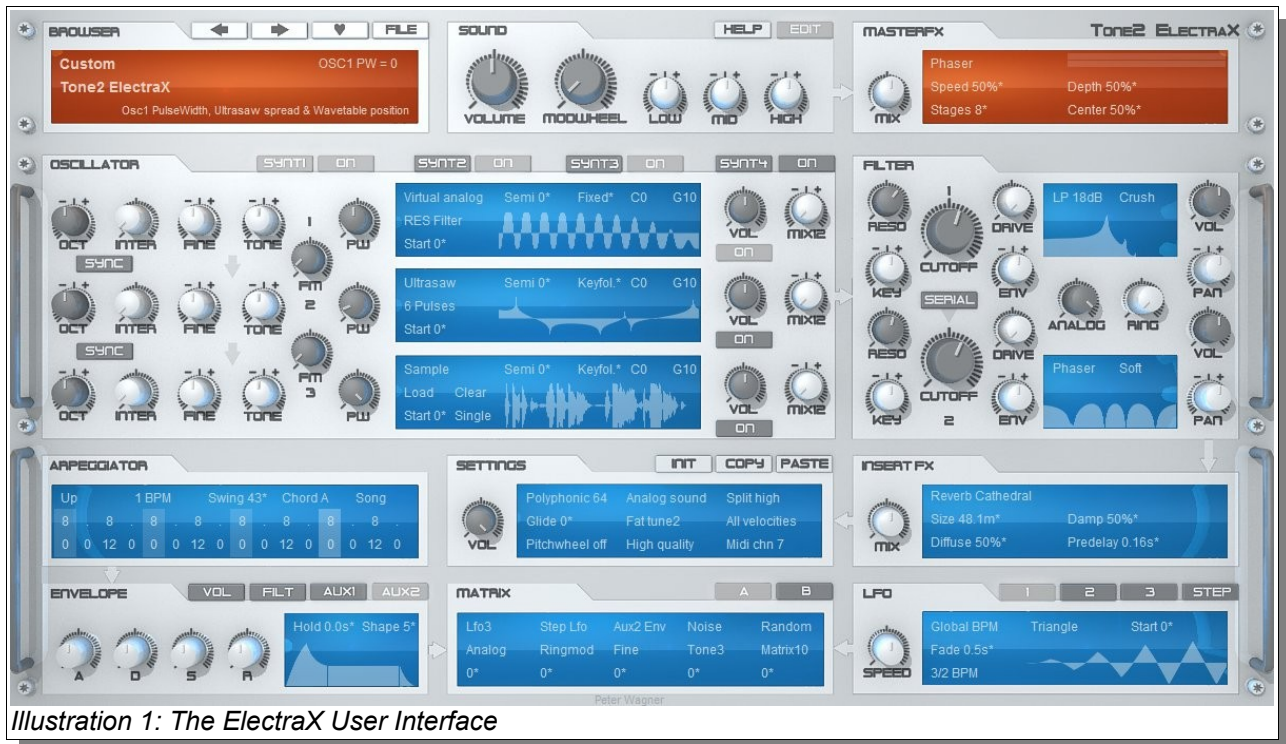 BROWSER FILE
Custom OSC1 PW = 0
Tone2 ElectraX
Osc1 PulseWidth, Ultrasaw spread & Wavetable position
SOUND HELP EDIT
VOLUME MODWHEEL LOW MID HIGH
MASTERFX TONE2 ELECTRAX
MIX
Phaser
Speed 50%* Depth 50%*
Stages 8* Center 50%*
OSCILLATOR SYNT1 ON SYNT2 ON SYNT3 ON SYNT4 ON
OCT INTER FINE TONE 1 PW
SYNC
FM
2
OCT INTER FINE TONE PW
SYNC
FM
3
OCT INTER FINE TONE PW
Virtual analog Semi 0* Fixed* C0 G10
RES Filter
Start 0*
VOL MIX12
ON
Ultrasaw Semi 0* Keyfol.* C0 G10
6 Pulses
Start 0*
VOL MIX12
ON
Sample Semi 0* Keyfol.* C0 G10
Load Clear
Start 0* Single
VOL MIX12
ON
FILTER
RESO 1 DRIVE LP 18dB Crush VOL
CUTOFF
KEY ENV PAN
SERIAL ANALOG RING
RESO DRIVE VOL
CUTOFF
KEY 2 ENV Phaser Soft PAN
ARPEGGIATOR
Up 1 BPM Swing 43* Chord A Song
8 . 8 . 8 . 8 . 8 . 8 . 8 . 8 .
0 0 12 0 0 0 12 0 0 0 12 0 0 0 12 0
SETTINGS INIT COPY PASTE
VOL
Polyphonic 64 Analog sound Split high
Glide 0* Fat tune2 All velocities
Pitchwheel off High quality Midi chn 7
INSERT FX
MIX
Reverb Cathedral
Size 48.1m* Damp 50%*
Diffuse 50%* Predelay 0.16s*
ENVELOPE VOL FILT AUX1 AUX2
A D S R
Hold 0.0s* Shape 5*
MATRIX A B
Lfo3 Step Lfo Aux2 Env Noise Random
Analog Ringmod Fine Tone3 Matrix10
0* 0* 0* 0* 0*
LFO 1 2 3 STEP
SPEED
Global BPM Triangle Start 0*
Fade 0.5s*
3/2 BPM
Peter Wagner
Illustration 1: The ElectraX User Interface